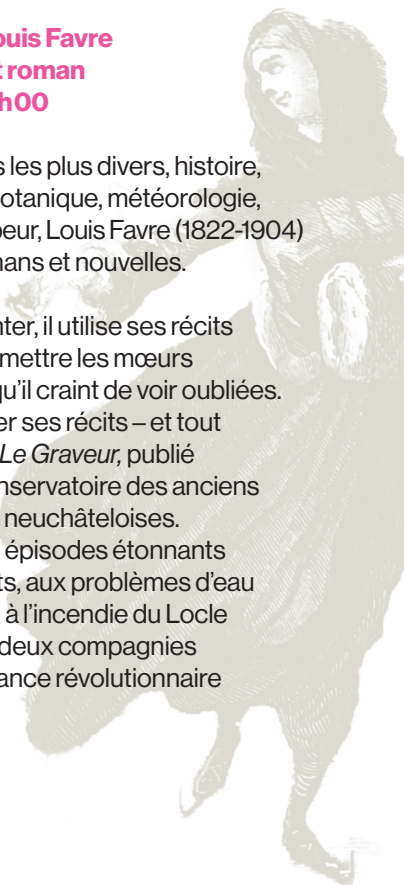 ouis Favre
t roman
h00
s les plus divers, histoire,
otanique, météorologie,
peur, Louis Favre (1822-1904)
mans et nouvelles.
nter, il utilise ses récits
mettre les mœurs
qu’il craint de voir oubliées.
er ses récits – et tout
Le Graveur, publié
nservatoire des anciens
neuchâteloises.
épisodes étonnants
ts, aux problèmes d’eau
à l’incendie du Locle
deux compagnies
ance révolutionnaire